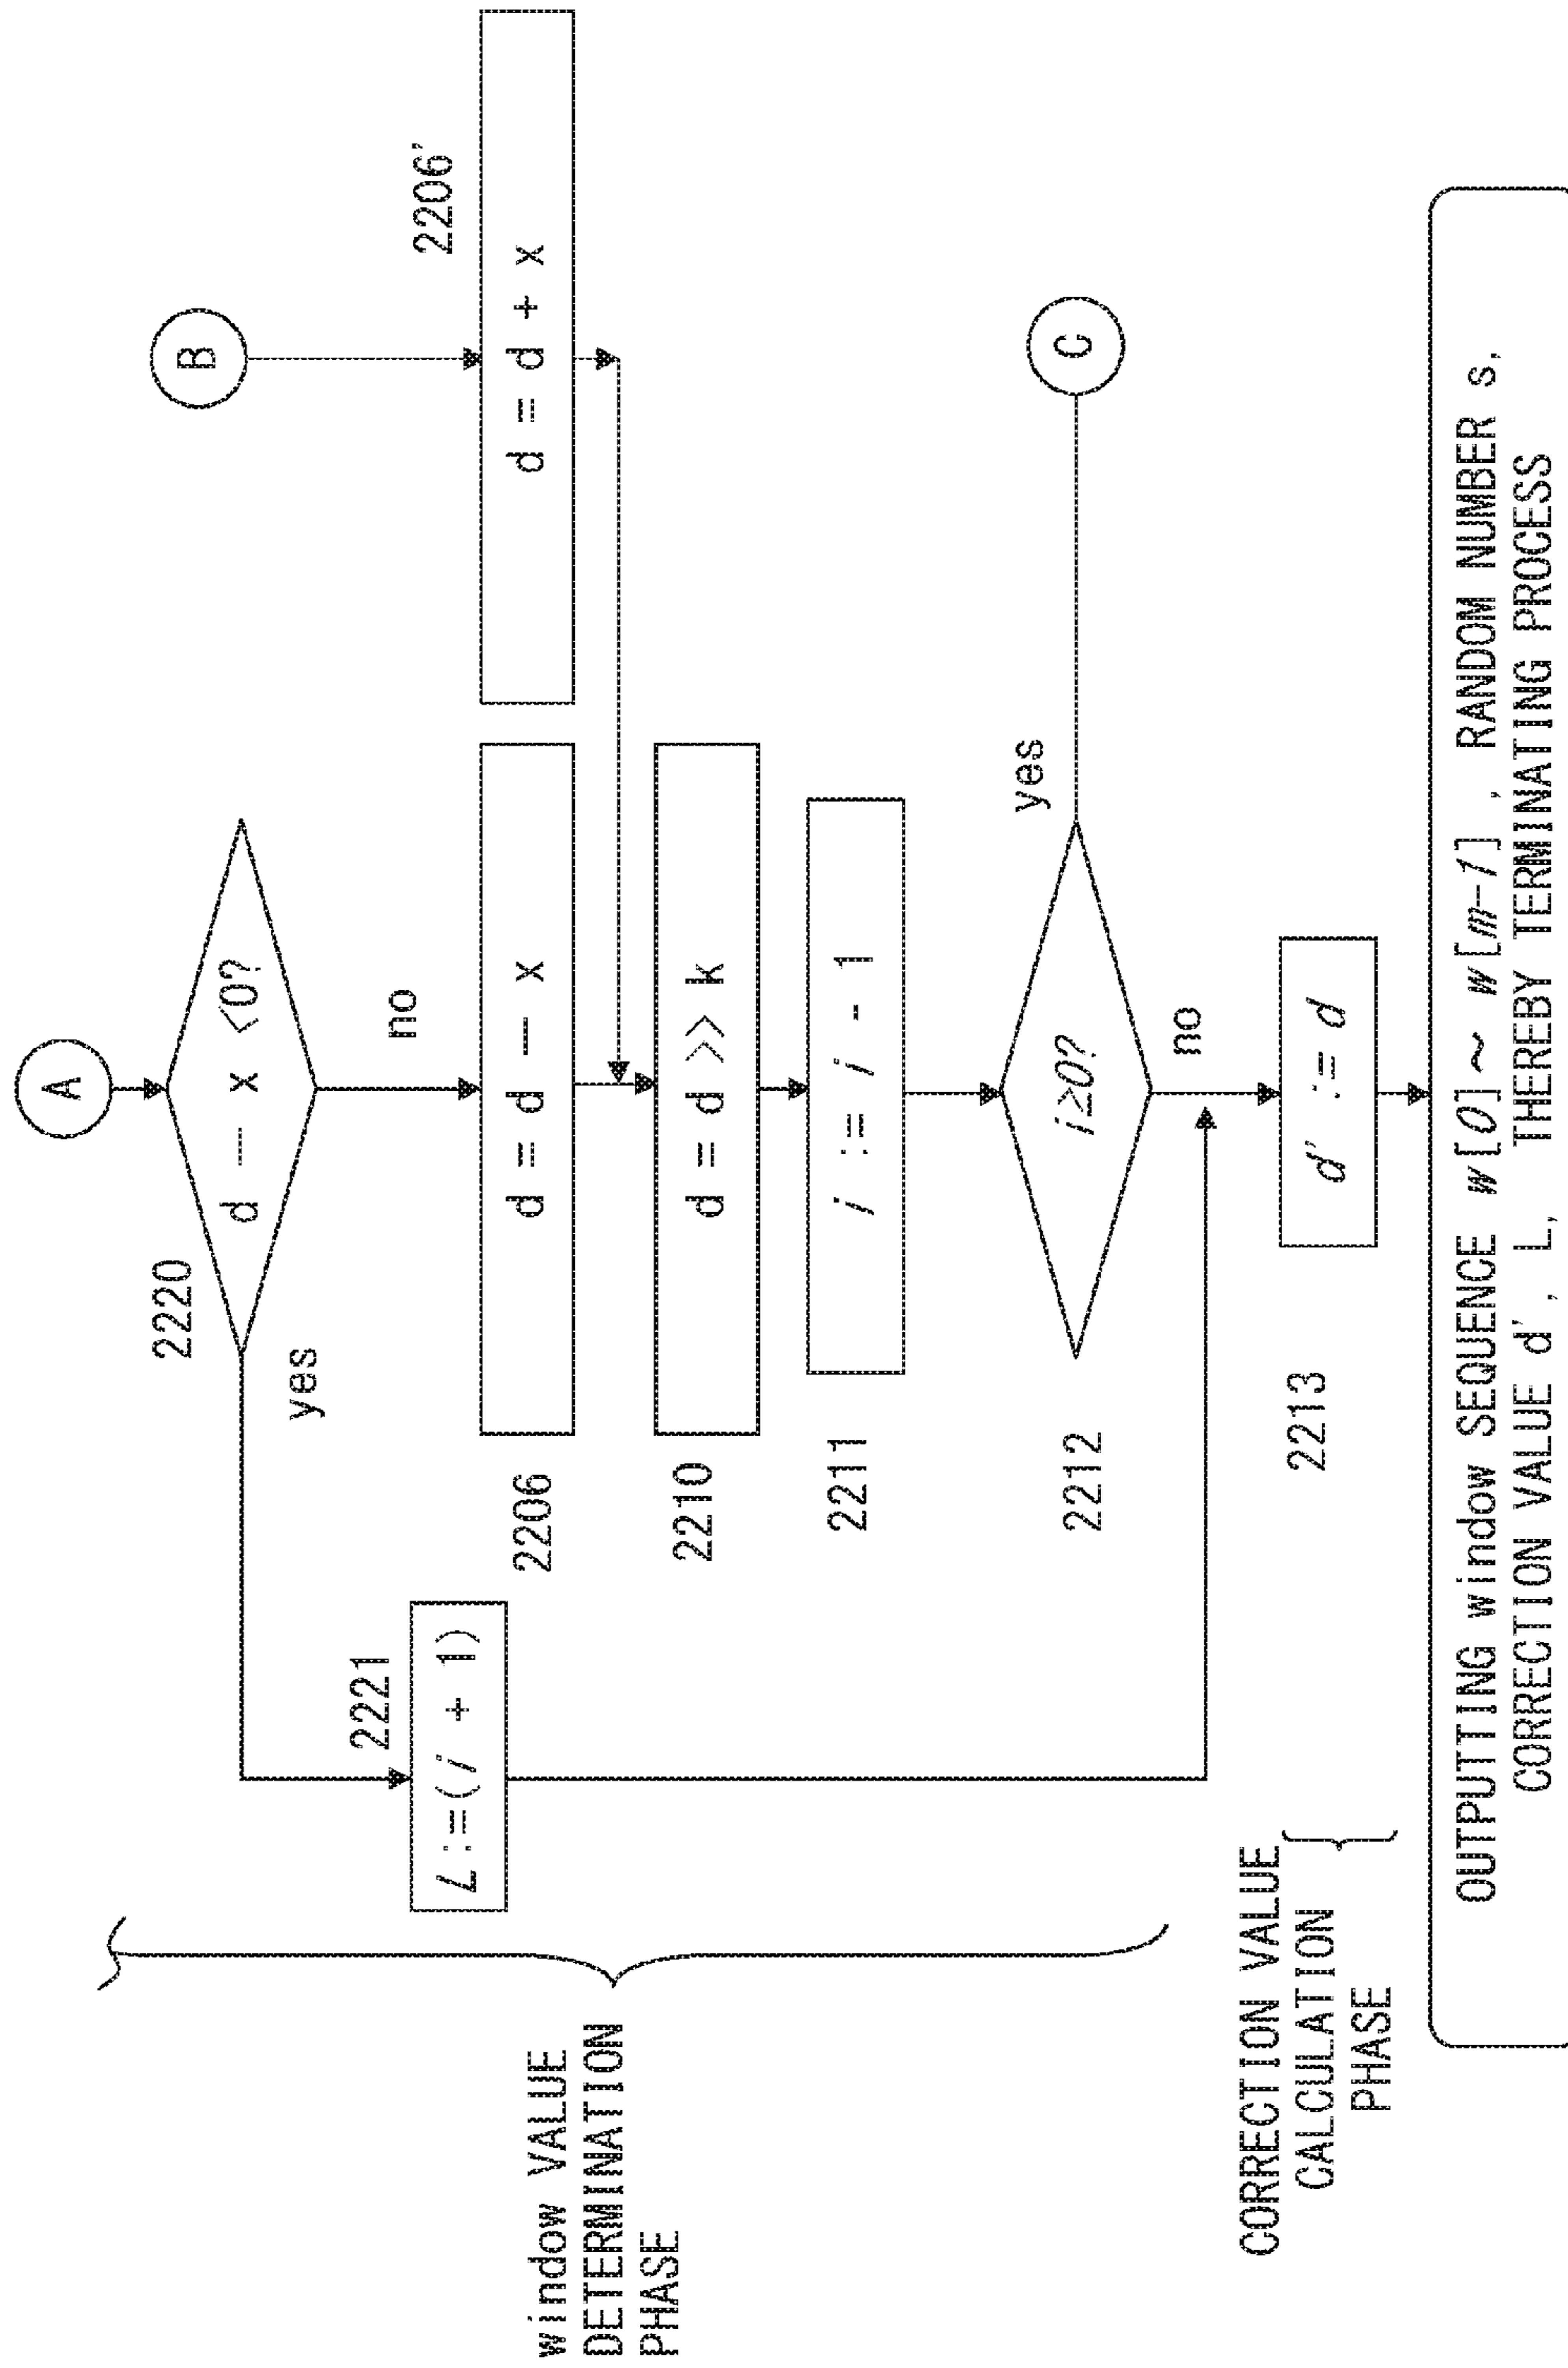 A
B
2220
d − x <0?
yes
no
2221
L:=(i + 1)
2206
d = d − x
2206'
d = d + x
2210
d = d >> k
2211
i := i - 1
2212
i≥0?
yes
C
no
2213
d' := d
window VALUE
DETERMINATION
PHASE
CORRECTION VALUE
CALCULATION
PHASE
OUTPUTTING window SEQUENCE w[0]~ w[m-1] , RANDOM NUMBER s,
CORRECTION VALUE d', L, THEREBY TERMINATING PROCESS